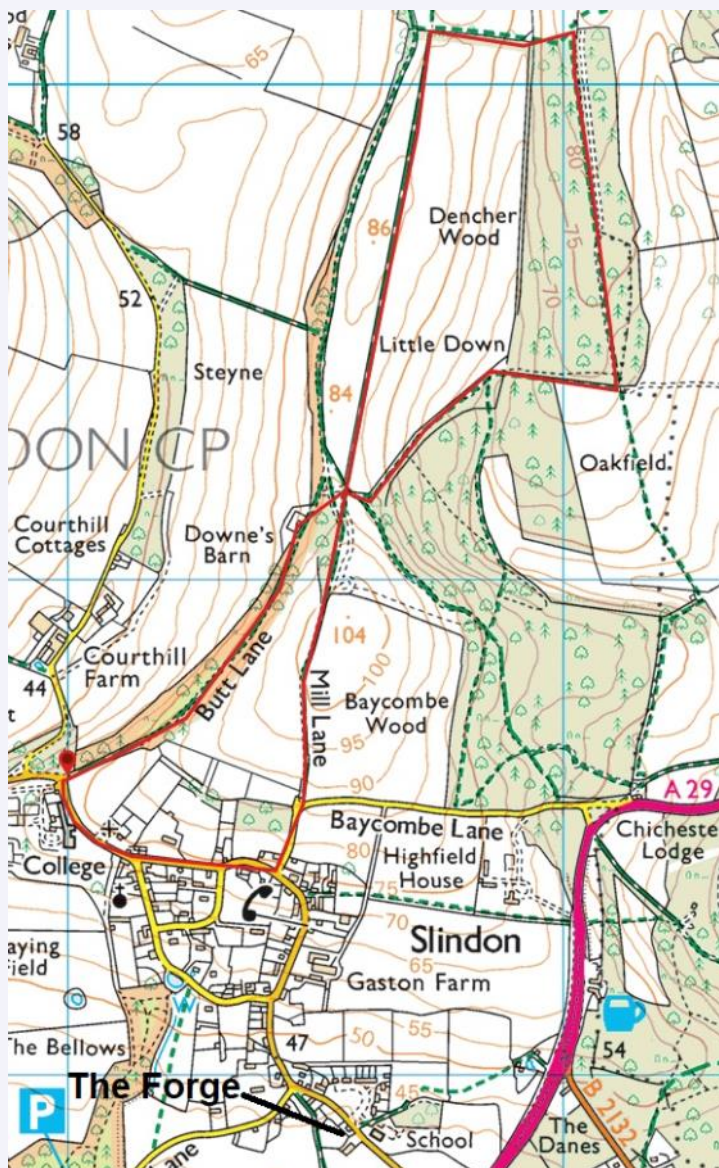 65
58
80
Dencher
Wood
86
75
52
70
Little Down
Steyne
84
DON CP
Oakfield
Courthill
Cottages
Downe's
Barn
104
100
Courthill
Farm
44
Butt Lane
Mill Lane
Baycombe
Wood
t
95
90
A 29
Baycombe Lane
Chicheste
Lodge
College
80
Highfield
House
75
70
Slindon
aying
ield
65
Gaston Farm
W
47
50
55
The Bellows
54
The Forge
45
B 2132
P
School
The
Danes
Lane